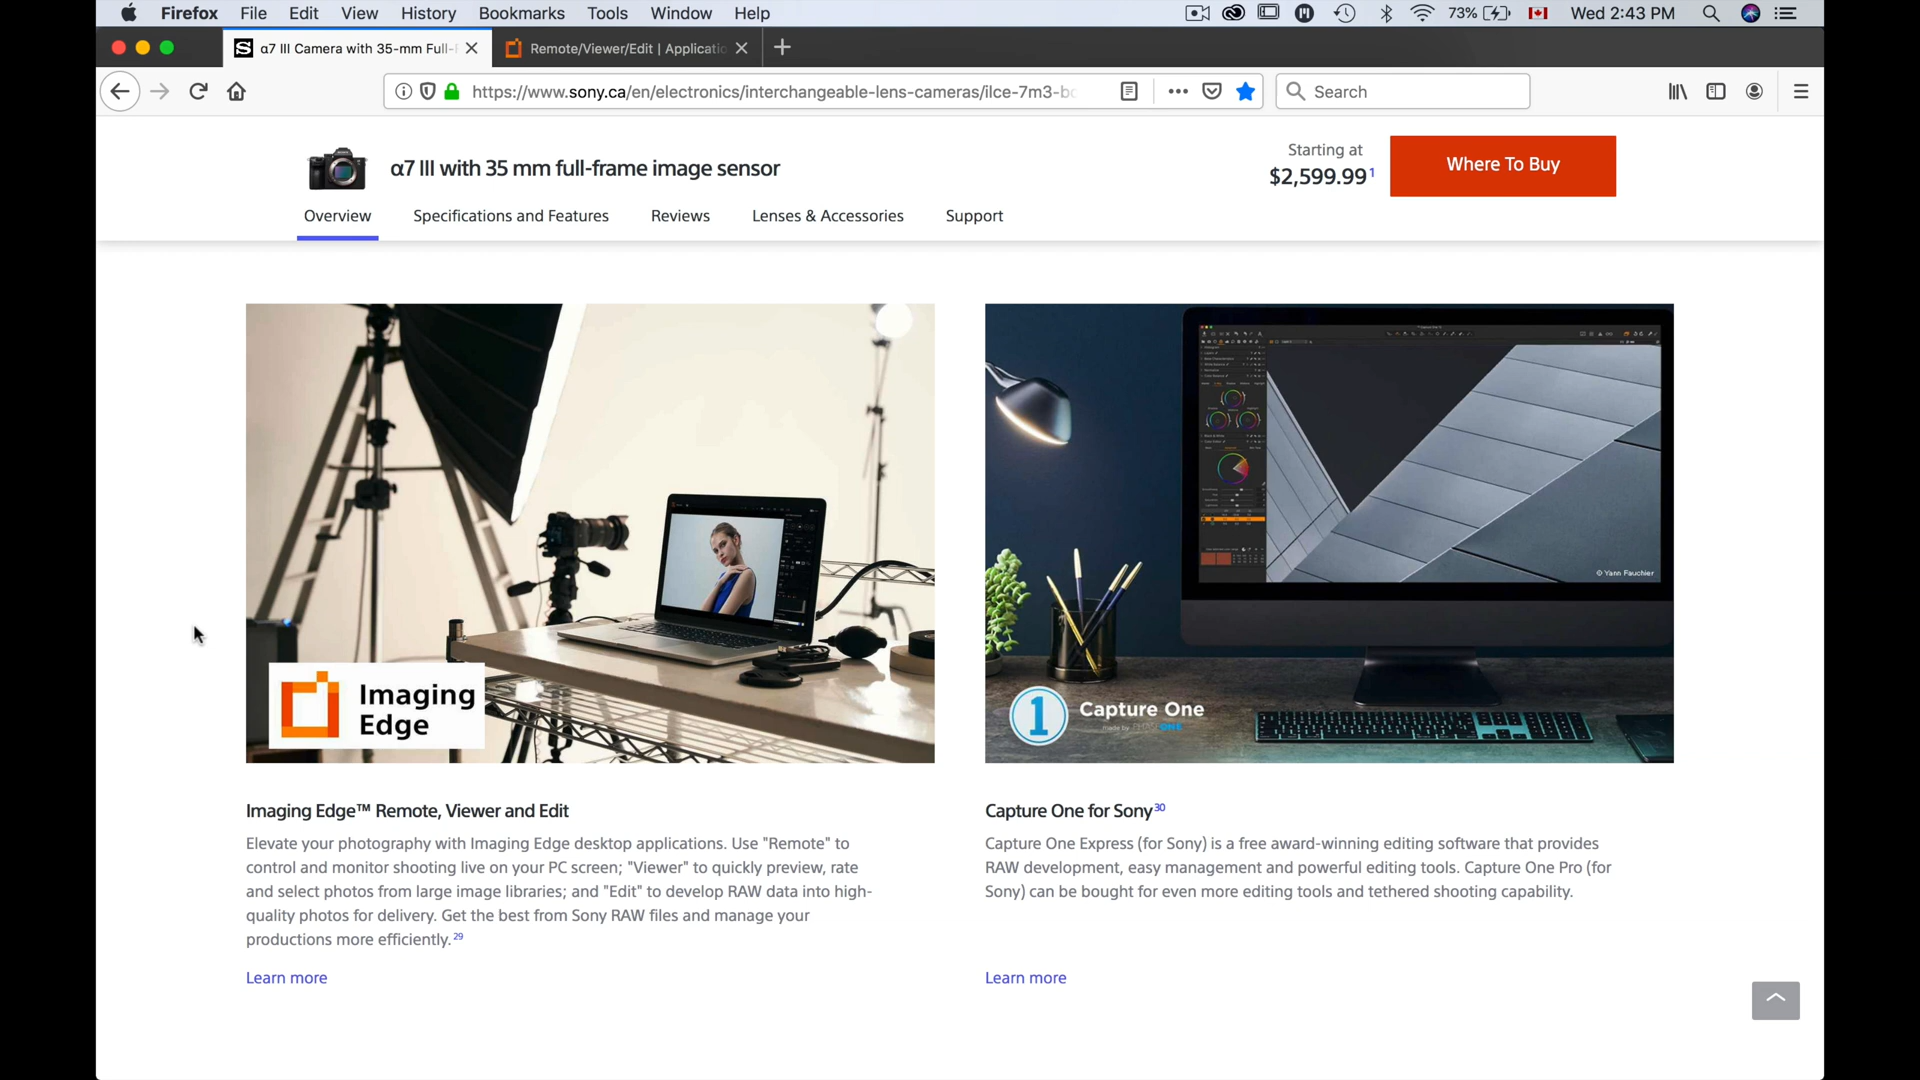 Firefox File Edit View History Bookmarks Tools Window Help 73% Wed 2:43 PM
α7 III Camera with 35-mm Full-F Remote/Viewer/Edit | Applicatio
https://www.sony.ca/en/electronics/interchangeable-lens-cameras/ilce-7m3-bo Search
α7 III with 35 mm full-frame image sensor
Starting at
$2,599.99¹
Where To Buy
Overview Specifications and Features Reviews Lenses & Accessories Support
Imaging
Edge
© Yann Fauchier
1 Capture One
made by PHASE ONE
Imaging Edge™ Remote, Viewer and Edit
Elevate your photography with Imaging Edge desktop applications. Use "Remote" to
control and monitor shooting live on your PC screen; "Viewer" to quickly preview, rate
and select photos from large image libraries; and "Edit" to develop RAW data into high-
quality photos for delivery. Get the best from Sony RAW files and manage your
productions more efficiently.²⁹
Learn more
Capture One for Sony³⁰
Capture One Express (for Sony) is a free award-winning editing software that provides
RAW development, easy management and powerful editing tools. Capture One Pro (for
Sony) can be bought for even more editing tools and tethered shooting capability.
Learn more